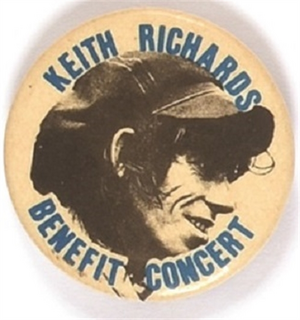 KEITH RICHARDS
BENEFIT CONCERT